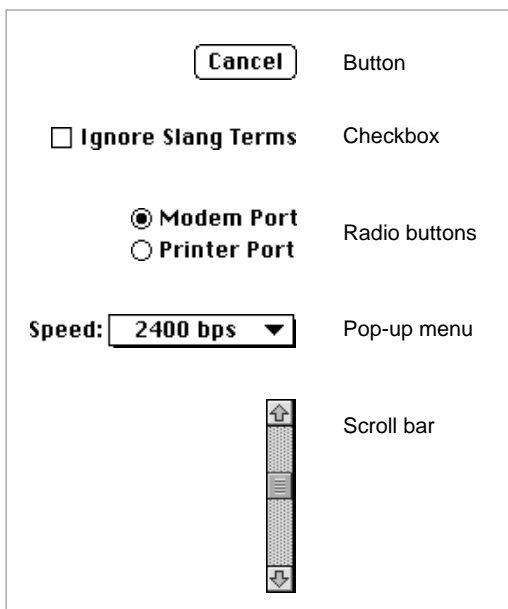 Cancel Button
Ignore Slang Terms Checkbox
Modem Port
Printer Port
Radio buttons
Speed: 2400 bps Pop-up menu
Scroll bar